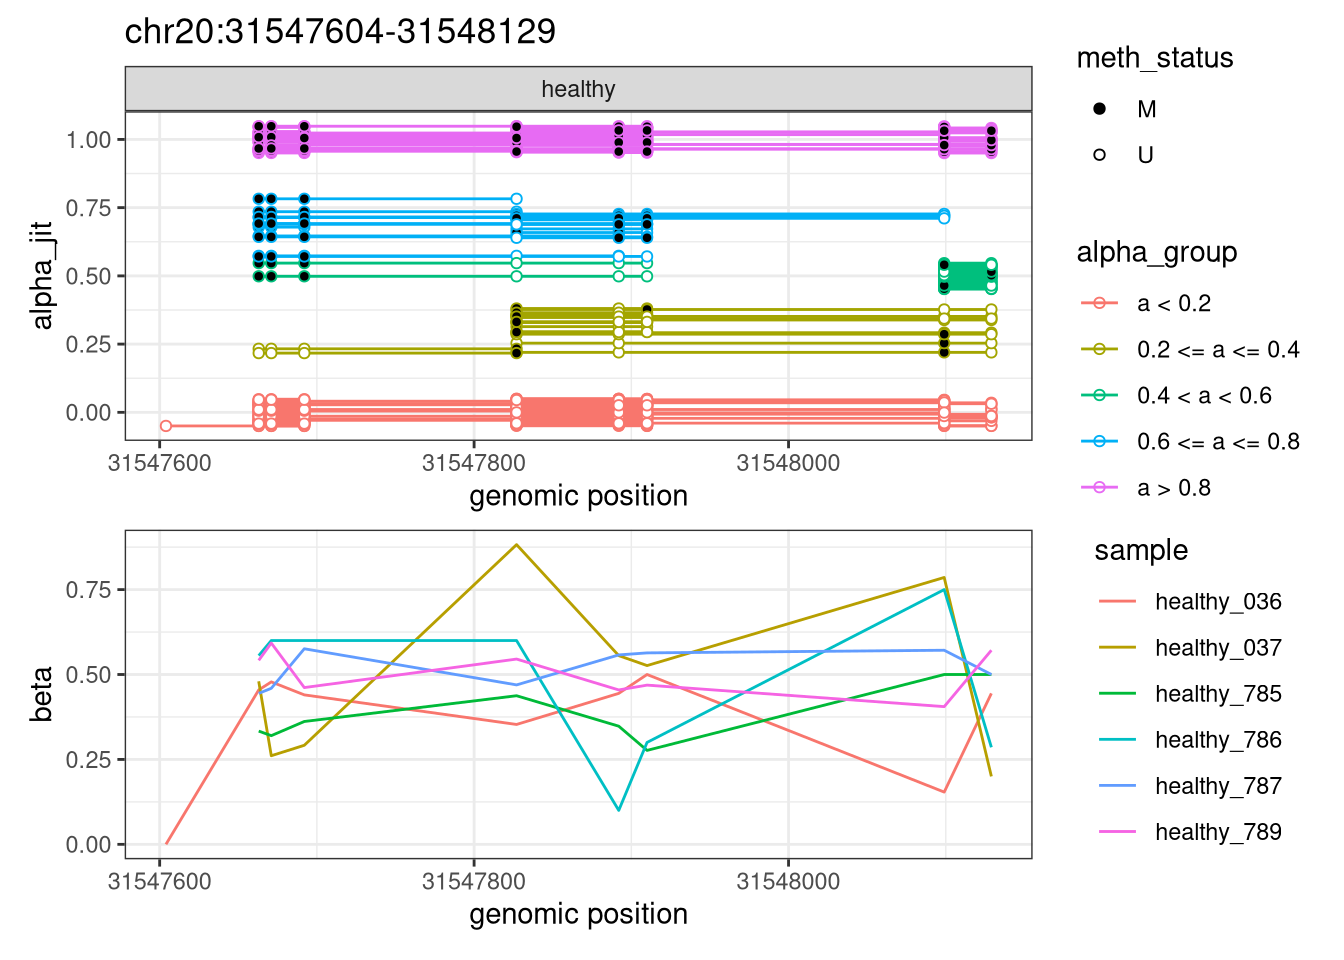 chr20:31547604-31548129
healthy
1.00
0.75
0.50
0.25
0.00
alpha_jit
31547600
31547800
31548000
genomic position
0.75
0.50
0.25
0.00
beta
31547600
31547800
31548000
genomic position
meth_status
M
U
alpha_group
a < 0.2
0.2 <= a <= 0.4
0.4 < a < 0.6
0.6 <= a <= 0.8
a > 0.8
sample
healthy_036
healthy_037
healthy_785
healthy_786
healthy_787
healthy_789